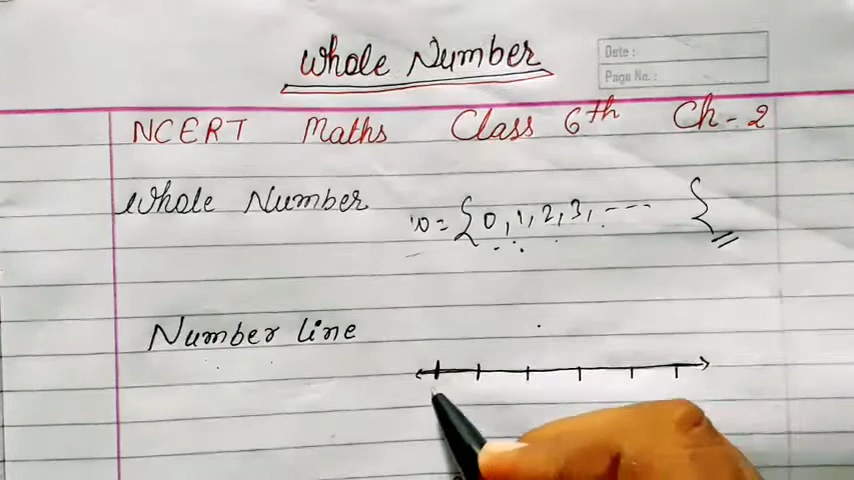 Whole Number
Date :
Page No. :
NCERT Maths Class 6th Ch - 2
Whole Number w = { 0, 1, 2, 3, ---- {
Number line